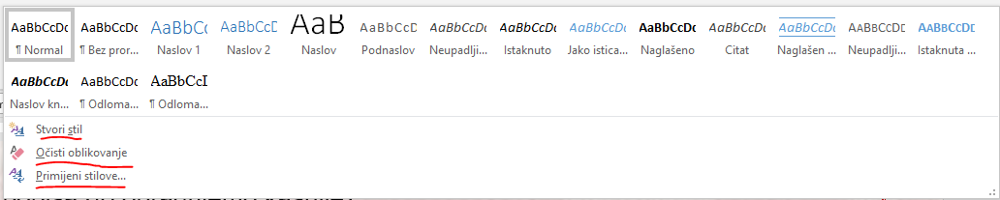 AaBbCcDc AaBbCcDc AaBbCc AaBbCcD AaB AaBbCcD AaBbCcDc AaBbCcDc AaBbCcDc AaBbCcDc AaBbCcDc AaBbCcDc AaBbCcDc AaBbCcDc
¶ Normal ¶ Bez pror... Naslov 1 Naslov 2 Naslov Podnaslov Neupadlji... Istaknuto Jako istica... Naglašeno Citat Naglašen ... Neupadlji... Istaknuta ...
AaBbCcDc AaBbCcDc AaBbCcI
Naslov kn... ¶ Odloma... ¶ Odloma...
Stvori stil
Očisti oblikovanje
Primijeni stilove...